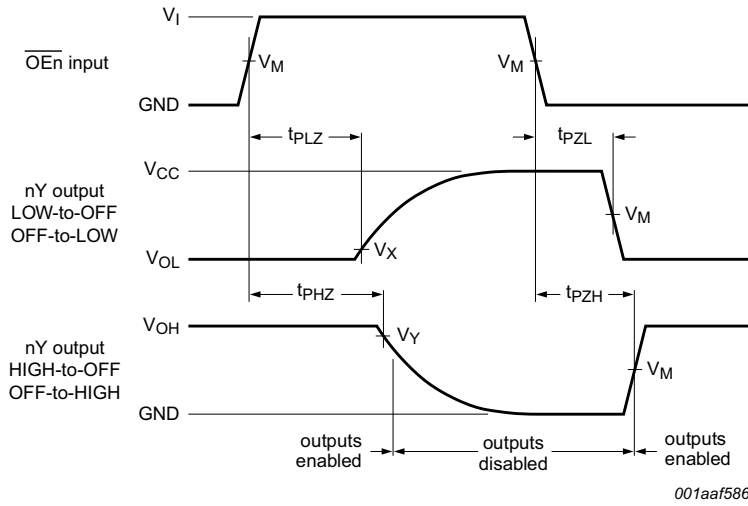 V_I
OEn input
V_M
V_M
GND
t_PLZ
t_PZL
V_CC
nY output
LOW-to-OFF
OFF-to-LOW
V_M
V_OL
V_X
t_PHZ
t_PZH
V_OH
V_Y
nY output
HIGH-to-OFF
OFF-to-HIGH
V_M
GND
outputs
enabled
outputs
disabled
outputs
enabled
001aaf586